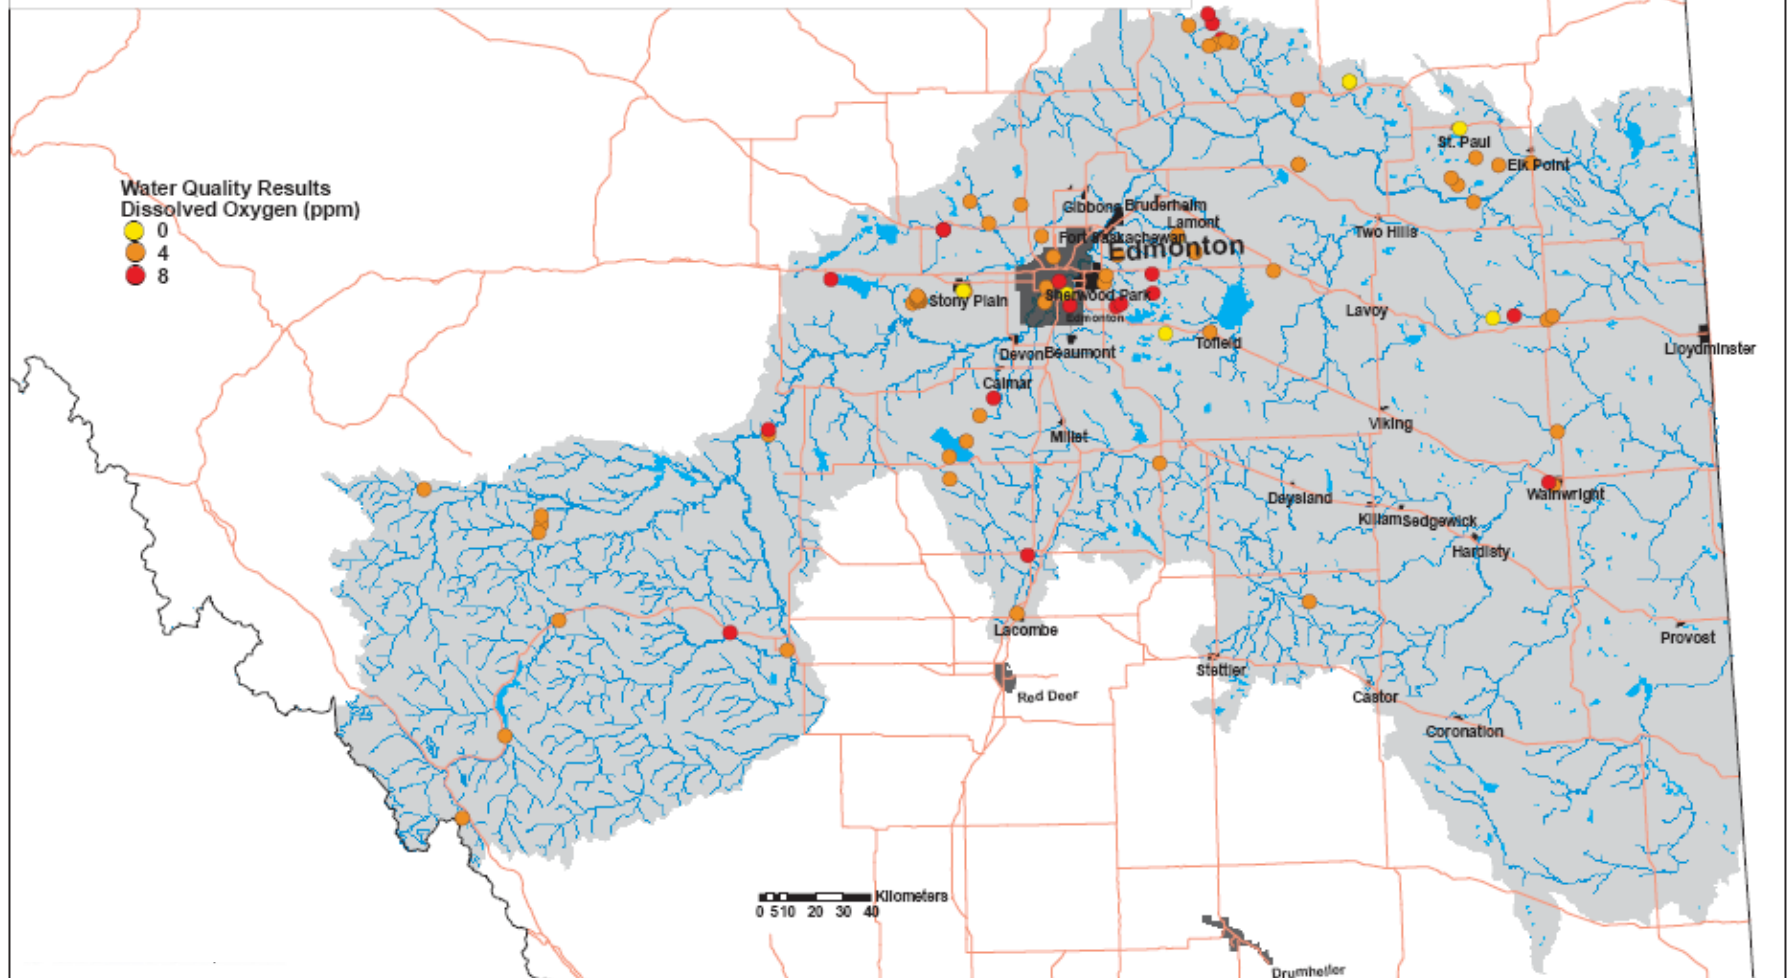 Water Quality Results
Dissolved Oxygen (ppm)
0
4
8
St. Paul
Elk Point
Gibbons
Bruderheim
Lamont
Fort Saskachewan
Two Hills
Edmonton
Stony Plain
Sherwood Park
Edmonton
Lavoy
Tofield
Lloydminster
Devon
Beaumont
Calmar
Millet
Viking
Daysland
Killam
Sedgewick
Wainwright
Hardisty
Lacombe
Provost
Stettler
Red Deer
Castor
Coronation
Kilometers
0 5 10 20 30 40
Drumheller